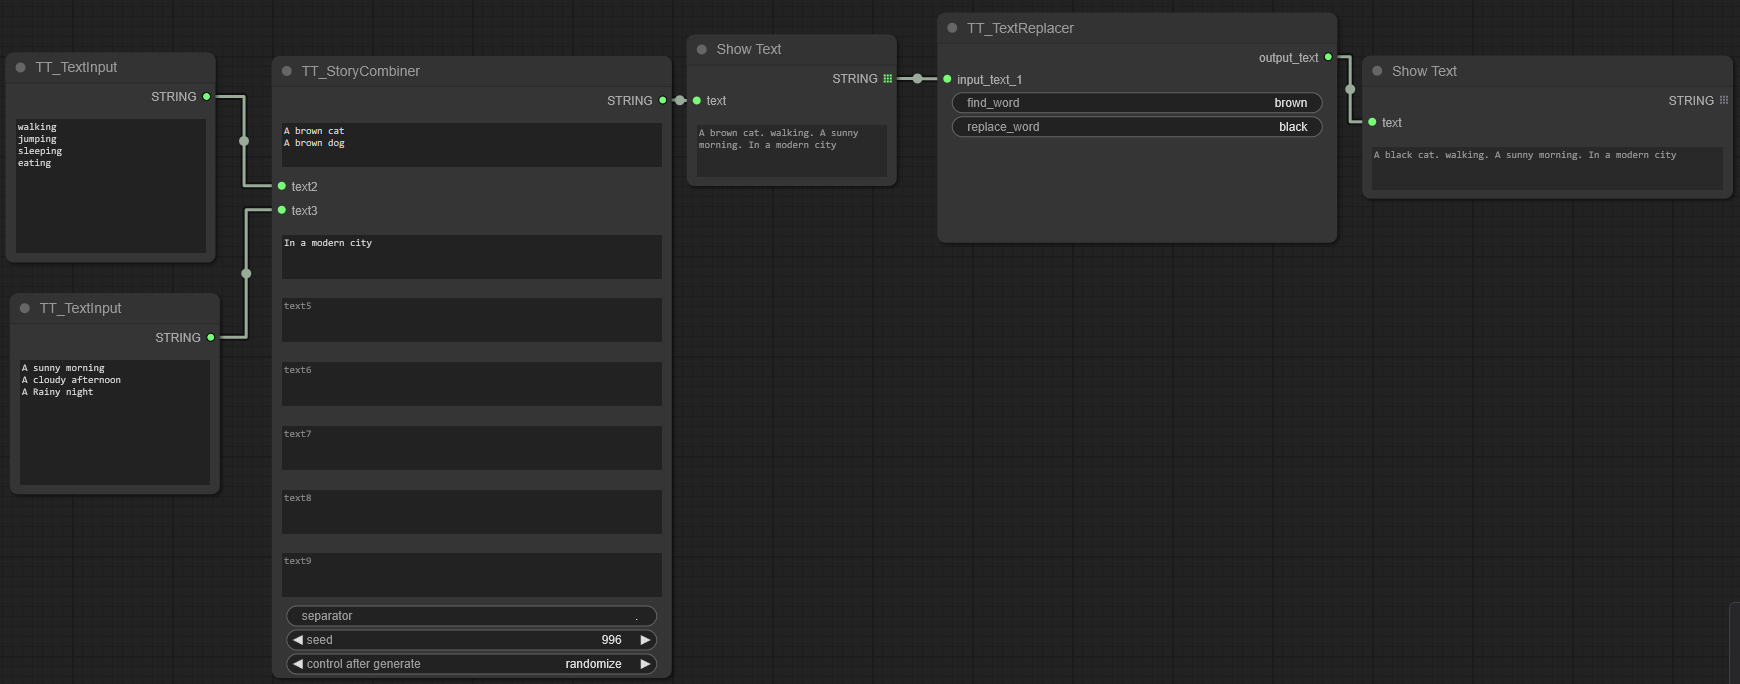 TT_TextInput
STRING
walking
jumping
sleeping
eating
TT_TextInput
STRING
A sunny morning
A cloudy afternoon
A Rainy night
TT_StoryCombiner
STRING
A brown cat
A brown dog
text2
text3
In a modern city
text5
text6
text7
text8
text9
separator .
seed 996
control after generate randomize
Show Text
STRING
text
A brown cat. walking. A sunny
morning. In a modern city
TT_TextReplacer
output_text
input_text_1
find_word brown
replace_word black
Show Text
STRING
text
A black cat. walking. A sunny morning. In a modern city